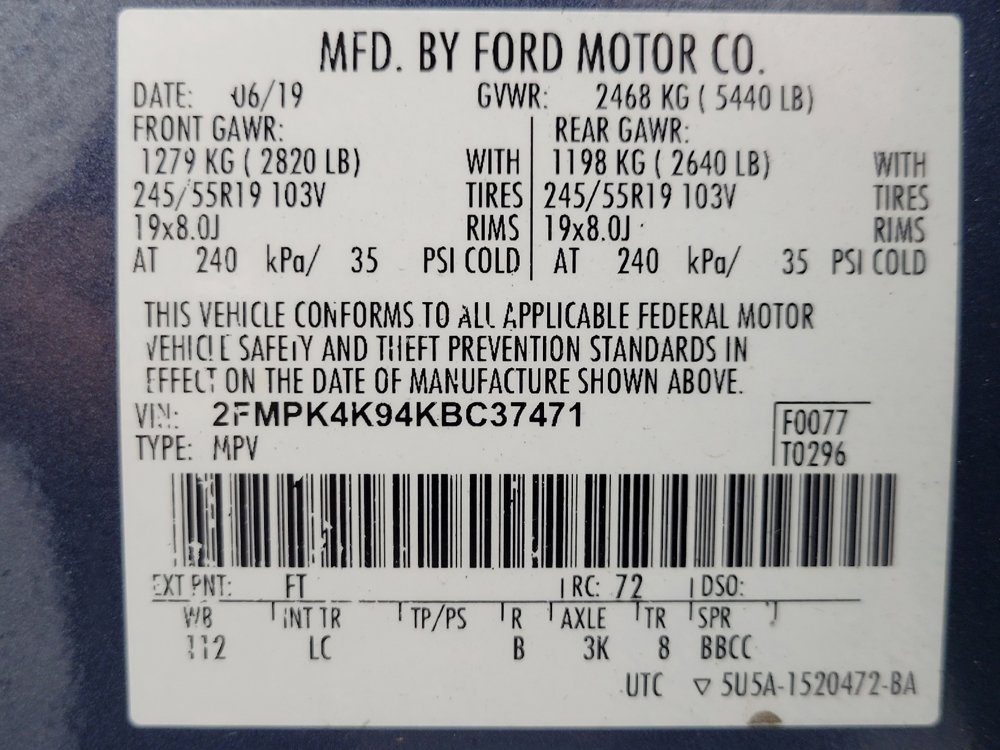 MFD. BY FORD MOTOR CO.
DATE: 06/19 GVWR: 2468 KG ( 5440 LB)
FRONT GAWR: REAR GAWR:
1279 KG ( 2820 LB) WITH 1198 KG ( 2640 LB) WITH
245/55R19 103V TIRES 245/55R19 103V TIRES
19x8.0J RIMS 19x8.0J RIMS
AT 240 kPa/ 35 PSI COLD AT 240 kPa/ 35 PSI COLD
THIS VEHICLE CONFORMS TO ALL APPLICABLE FEDERAL MOTOR
VEHICLE SAFETY AND THEFT PREVENTION STANDARDS IN
EFFECT ON THE DATE OF MANUFACTURE SHOWN ABOVE.
VIN: 2FMPK4K94KBC37471 F0077
TYPE: MPV T0296
EXT PNT: FT RC: 72 DSO:
WB INT TR TP/PS R AXLE TR SPR
112 LC B 3K 8 BBCC
UTC ▽ 5U5A-1520472-BA